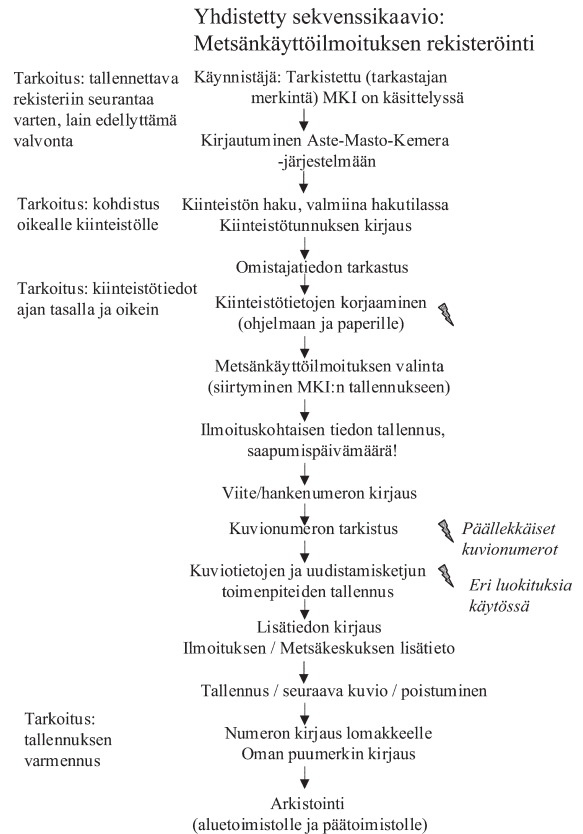 Yhdistetty sekvenssikaavio:
Metsänkäyttöilmoituksen rekisteröinti
Tarkoitus: tallennettava
rekisteriin seurantaa
varten, lain edellyttämä
valvonta
Käynnistäjä: Tarkistettu (tarkastajan
merkintä) MKI on käsittelyssä
Kirjautuminen Aste-Masto-Kemera
-järjestelmään
Tarkoitus: kohdistus
oikealle kiinteistölle
Kiinteistön haku, valmiina hakutilassa
Kiinteistötunnuksen kirjaus
Omistajatiedon tarkastus
Tarkoitus: kiinteistötiedot
ajan tasalla ja oikein
Kiinteistötietojen korjaaminen
(ohjelmaan ja paperille)
Metsänkäyttöilmoituksen valinta
(siirtyminen MKI:n tallennukseen)
Ilmoituskohtaisen tiedon tallennus,
saapumispäivämäärä!
Viite/hankenumeron kirjaus
Kuvionumeron tarkistus
Päällekkäiset
kuvionumerot
Kuviotietojen ja uudistamisketjun
toimenpiteiden tallennus
Eri luokituksia
käytössä
Lisätiedon kirjaus
Ilmoituksen / Metsäkeskuksen lisätieto
Tallennus / seuraava kuvio / poistuminen
Tarkoitus:
tallennuksen
varmennus
Numeron kirjaus lomakkeelle
Oman puumerkin kirjaus
Arkistointi
(aluetoimistolle ja päätoimistolle)